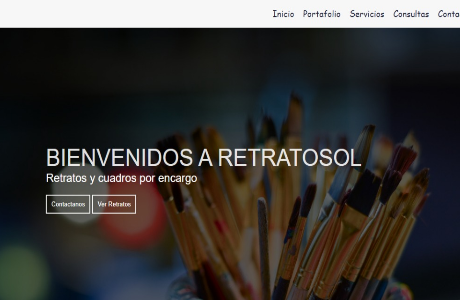 Inicio Portafolio Servicios Consultas Conta
BIENVENIDOS A RETRATOSOL
Retratos y cuadros por encargo
Contactanos Ver Retratos